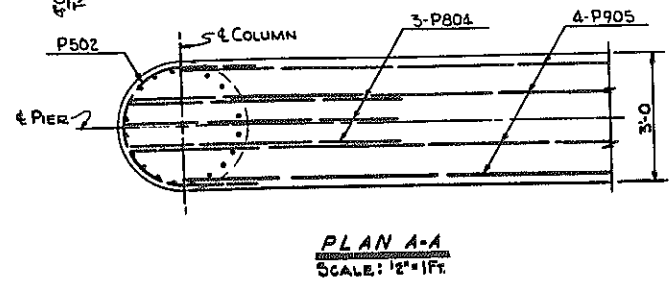 ℄ COLUMN
3-P804
4-P905
P502
℄ PIER
3'-0
PLAN A-A
SCALE: 1/2"=1FT.